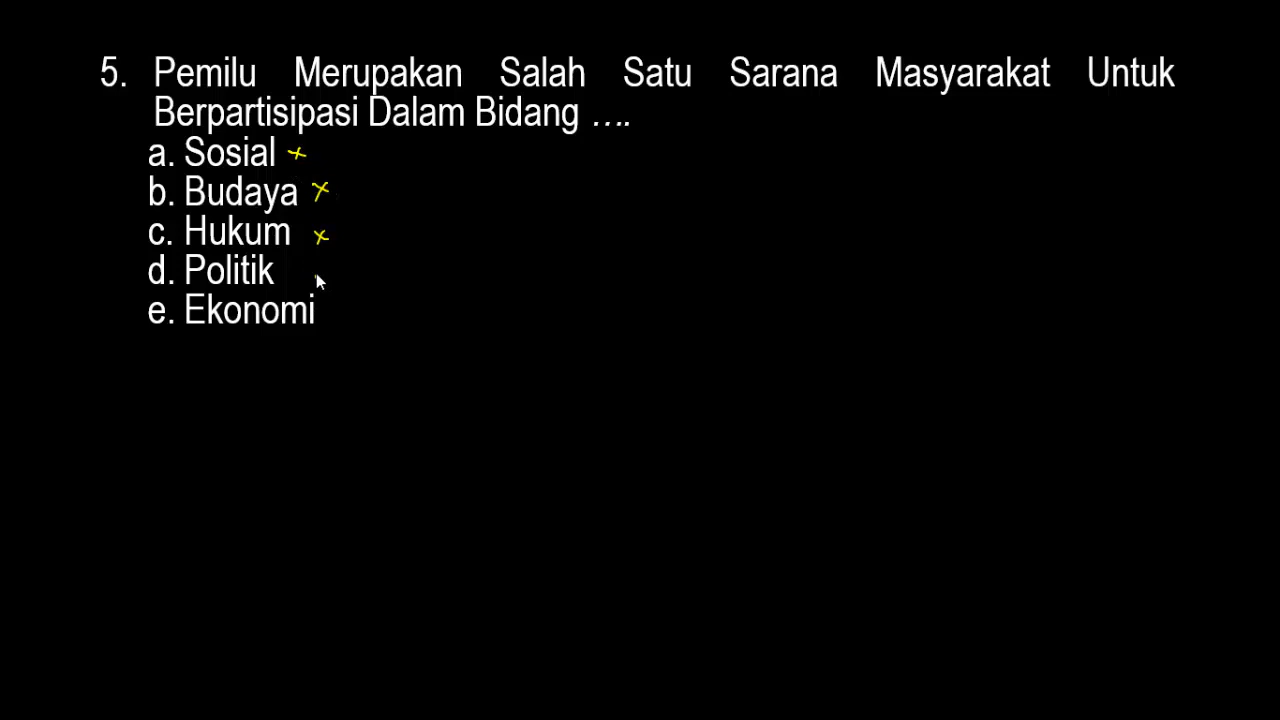 5. Pemilu Merupakan Salah Satu Sarana Masyarakat Untuk
Berpartisipasi Dalam Bidang ....
a. Sosial
b. Budaya
c. Hukum
d. Politik
e. Ekonomi